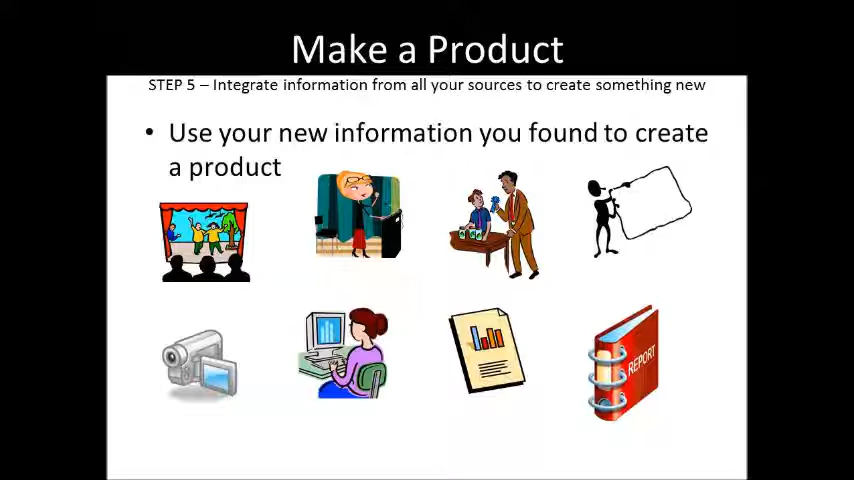 Make a Product
STEP 5 – Integrate information from all your sources to create something new
• Use your new information you found to create
a product
REPORT